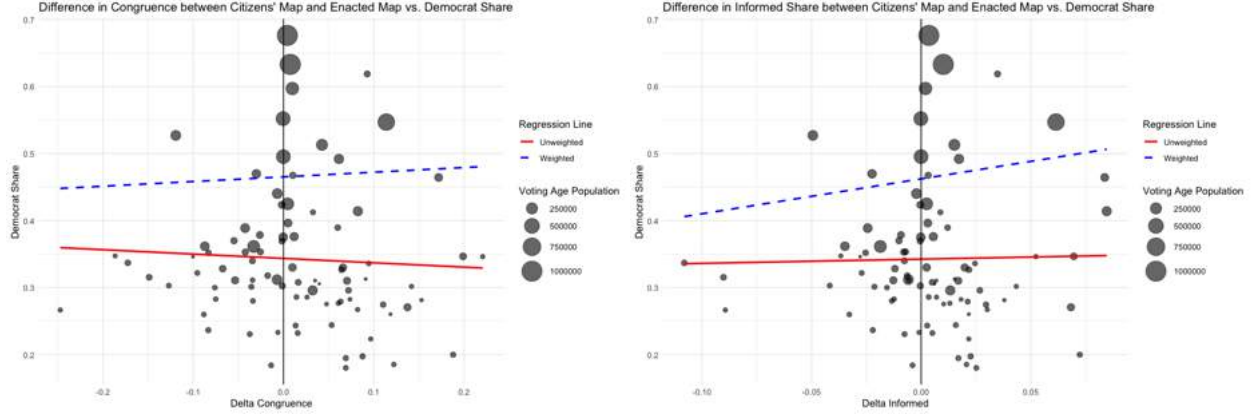 Difference in Congruence between Citizens' Map and Enacted Map vs. Democrat Share
0.7
0.6
0.5
0.4
0.3
0.2
Democrat Share
-0.2
-0.1
0.0
0.1
0.2
Delta Congruence
Regression Line
Unweighted
Weighted
Voting Age Population
250000
500000
750000
1000000
Difference in Informed Share between Citizens' Map and Enacted Map vs. Democrat Share
0.7
0.6
0.5
0.4
0.3
0.2
Democrat Share
-0.10
-0.05
0.00
0.05
Delta Informed
Regression Line
Unweighted
Weighted
Voting Age Population
250000
500000
750000
1000000